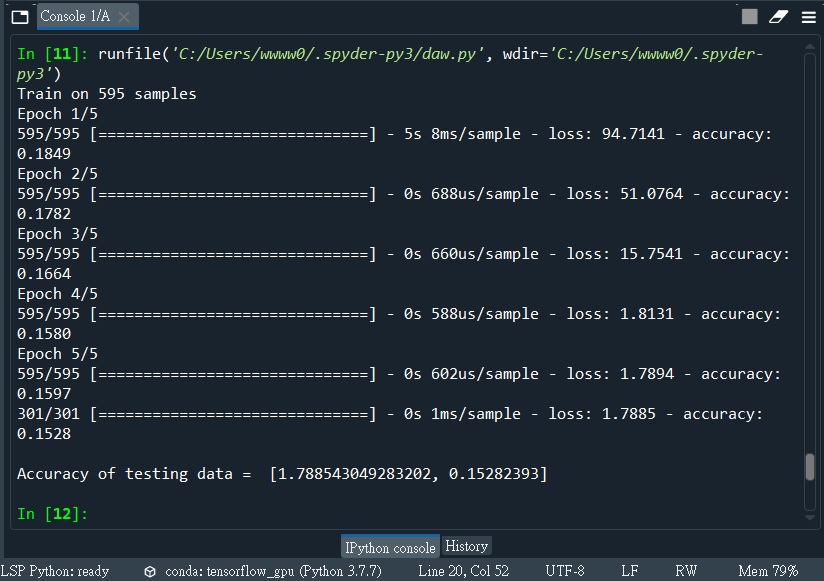 Console 1/A
In [11]: runfile('C:/Users/wwww0/.spyder-py3/daw.py', wdir='C:/Users/wwww0/.spyder-
py3')
Train on 595 samples
Epoch 1/5
595/595 [==============================] - 5s 8ms/sample - loss: 94.7141 - accuracy:
0.1849
Epoch 2/5
595/595 [==============================] - 0s 688us/sample - loss: 51.0764 - accuracy:
0.1782
Epoch 3/5
595/595 [==============================] - 0s 660us/sample - loss: 15.7541 - accuracy:
0.1664
Epoch 4/5
595/595 [==============================] - 0s 588us/sample - loss: 1.8131 - accuracy:
0.1580
Epoch 5/5
595/595 [==============================] - 0s 602us/sample - loss: 1.7894 - accuracy:
0.1597
301/301 [==============================] - 0s 1ms/sample - loss: 1.7885 - accuracy:
0.1528
Accuracy of testing data =  [1.788543049283202, 0.15282393]
In [12]:
IPython console History
LSP Python: ready conda: tensorflow_gpu (Python 3.7.7) Line 20, Col 52 UTF-8 LF RW Mem 79%